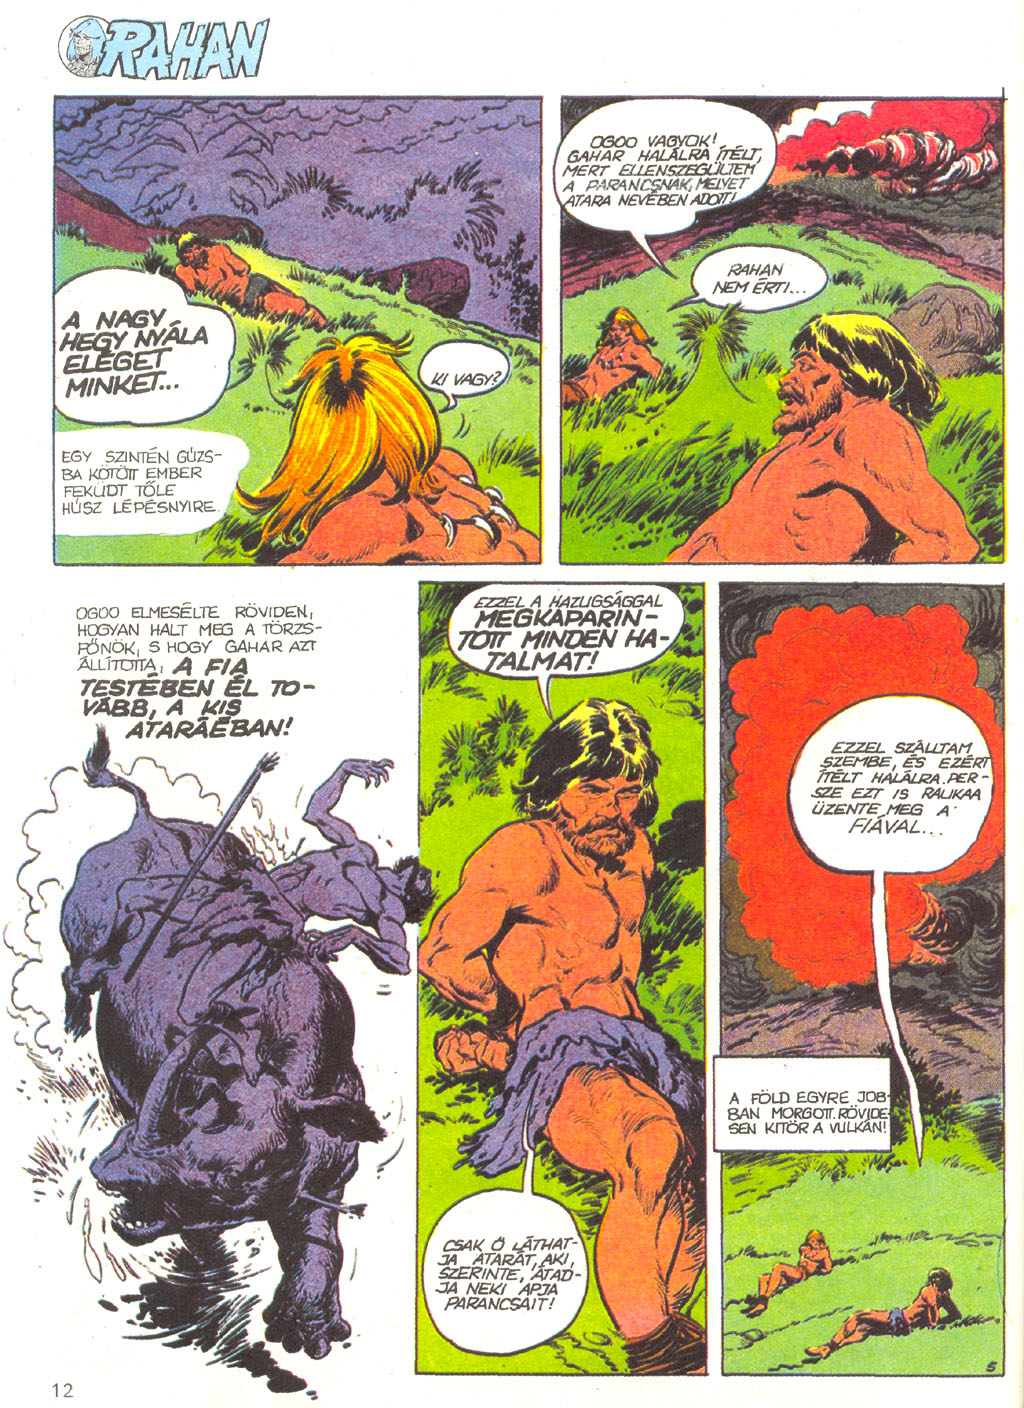 RAHAN
A NAGY
HEGY NYÁLA
ELÉGET
MINKET...
KI VAGY?
EGY SZINTÉN GÚZS-
BA KÖTÖTT EMBER
FEKÜDT TŐLE
HÚSZ LÉPÉSNYIRE.
OGOO VAGYOK!
GAHAR HALÁLRA ÍTÉLT,
MERT ELLENSZEGÜLTEM
A PARANCSNAK, MELYET
ATARA NEVÉBEN ADOTT!
RAHAN
NEM ÉRTI...
OGOO ELMESÉLTE RÖVIDEN,
HOGYAN HALT MEG A TÖRZS-
FŐNÖK, S HOGY GAHAR AZT
ÁLLÍTOTTA, A FIA
TESTÉBEN ÉL TO-
VÁBB, A KIS
ATARÁÉBAN!
EZZEL A HAZUGSÁGGAL
MEGKAPARIN-
TOTT MINDEN HA-
TALMAT!
CSAK Ő LÁTHAT-
JA ATARÁT, AKI,
SZERINTE, ÁTAD-
JA NEKI APJA
PARANCSAIT!
EZZEL SZÁLLTAM
SZEMBE, ÉS EZÉRT
ÍTÉLT HALÁLRA. PER-
SZE EZT IS RALIKAA
ÜZENTE MEG A
FIÁVAL...
A FÖLD EGYRE JOB-
BAN MORGOTT. RÖVIDE-
SEN KITÖR A VULKÁN!
5
12